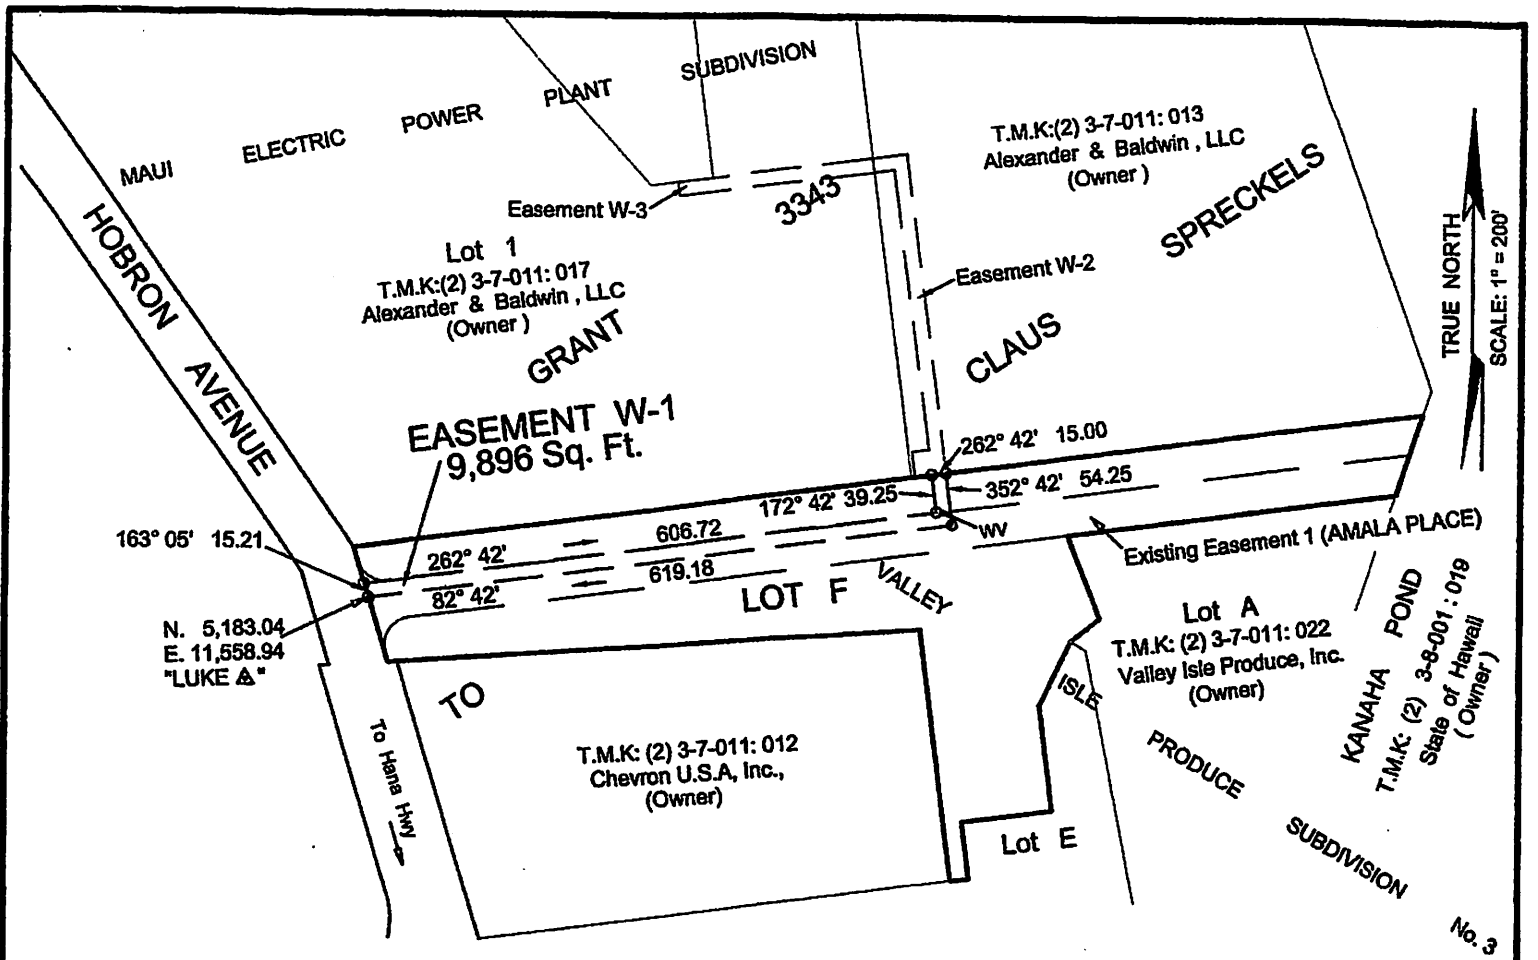 MAUI ELECTRIC POWER PLANT SUBDIVISION
T.M.K:(2) 3-7-011: 013
Alexander & Baldwin , LLC
(Owner )
HOBRON AVENUE
Easement W-3
3343
SPRECKELS
TRUE NORTH
SCALE: 1" = 200'
Lot 1
T.M.K:(2) 3-7-011: 017
Alexander & Baldwin , LLC
(Owner )
Easement W-2
GRANT
CLAUS
EASEMENT W-1
9,896 Sq. Ft.
262° 42' 15.00
172° 42' 39.25
352° 42' 54.25
163° 05' 15.21
606.72
262° 42'
WV
Existing Easement 1 (AMALA PLACE)
619.18
82° 42'
LOT F
VALLEY
N. 5,183.04
E. 11,558.94
"LUKE △"
Lot A
T.M.K: (2) 3-7-011: 022
Valley Isle Produce, Inc.
(Owner)
KANAHA POND
T.M.K: (2) 3-8-001 : 019
State of Hawaii
( Owner )
TO
ISLE
To Hana Hwy
T.M.K: (2) 3-7-011: 012
Chevron U.S.A, Inc.,
(Owner)
PRODUCE
Lot E
SUBDIVISION
No. 3